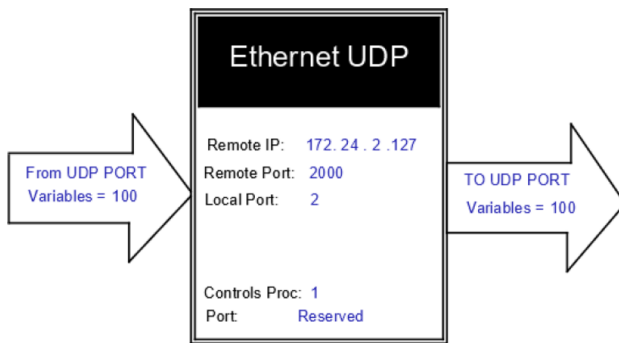 Ethernet UDP
Remote IP: 172. 24 . 2 .127
Remote Port: 2000
Local Port: 2
From UDP PORT
Variables = 100
TO UDP PORT
Variables = 100
Controls Proc: 1
Port: Reserved